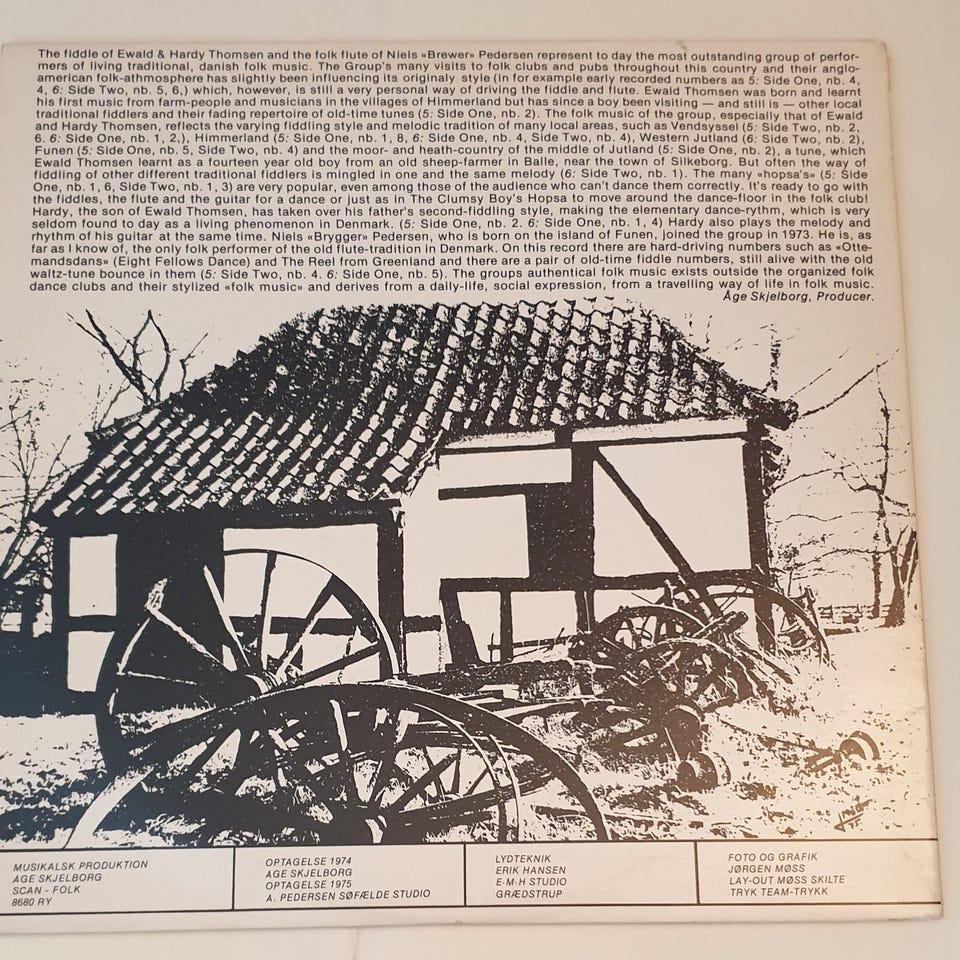 The fiddle of Ewald & Hardy Thomsen and the folk flute of Niels «Brewer» Pedersen represent to day the most outstanding group of perfor-
mers of living traditional, danish folk music. The Group's many visits to folk clubs and pubs throughout this country and their anglo-
american folk-athmosphere has slightly been influencing its originaly style (in for example early recorded numbers as 5: Side One, nb. 4,
4, 6: Side Two, nb. 5, 6,) which, however, is still a very personal way of driving the fiddle and flute. Ewald Thomsen was born and learnt
his first music from farm-people and musicians in the villages of Himmerland but has since a boy been visiting — and still is — other local
traditional fiddlers and their fading repertoire of old-time tunes (5: Side One, nb. 2). The folk music of the group, especially that of Ewald
and Hardy Thomsen, reflects the varying fiddling style and melodic tradition of many local areas, such as Vendsyssel (5: Side Two, nb. 2,
6. 6: Side One, nb. 1, 2,), Himmerland (5: Side One, nb. 1, 8, 6: Side One, nb. 4, Side Two, nb. 4), Western Jutland (6: Side Two, nb. 2),
Funen (5: Side One, nb. 5, Side Two, nb. 4) and the moor- and heath-country of the middle of Jutland (5: Side One, nb. 2), a tune, which
Ewald Thomsen learnt as a fourteen year old boy from an old sheep-farmer in Balle, near the town of Silkeborg. But often the way of
fiddling of other different traditional fiddlers is mingled in one and the same melody (6: Side Two, nb. 1). The many «hopsa's» (5: Side
One, nb. 1, 6, Side Two, nb. 1, 3) are very popular, even among those of the audience who can't dance them correctly. It's ready to go with
the fiddles, the flute and the guitar for a dance or just as in The Clumsy Boy's Hopsa to move around the dance-floor in the folk club!
Hardy, the son of Ewald Thomsen, has taken over his father's second-fiddling style, making the elementary dance-rythm, which is very
seldom found to day as a living phenomenon in Denmark. (5: Side One, nb. 2. 6: Side One, nb. 1, 4) Hardy also plays the melody and
rhythm of his guitar at the same time. Niels «Brygger» Pedersen, who is born on the Island of Funen, joined the group in 1973. He is, as
far as I know of, the only folk performer of the old flute-tradition in Denmark. On this record there are hard-driving numbers such as «Otte-
mandsdans» (Eight Fellows Dance) and The Reel from Greenland and there are a pair of old-time fiddle numbers, still alive with the old
waltz-tune bounce in them (5: Side Two, nb. 4. 6: Side One, nb. 5). The groups authentical folk music exists outside the organized folk
dance clubs and their stylized «folk music» and derives from a daily-life, social expression, from a travelling way of life in folk music.
Åge Skjelborg, Producer.
MUSIKALSK PRODUKTION
AGE SKJELBORG
SCAN - FOLK
8680 RY
OPTAGELSE 1974
AGE SKJELBORG
OPTAGELSE 1975
A. PEDERSEN SØFÆLDE STUDIO
LYDTEKNIK
ERIK HANSEN
E-M-H STUDIO
GRÆDSTRUP
FOTO OG GRAFIK
JØRGEN MØSS
LAY-OUT MØSS SKILTE
TRYK TEAM-TRYKK